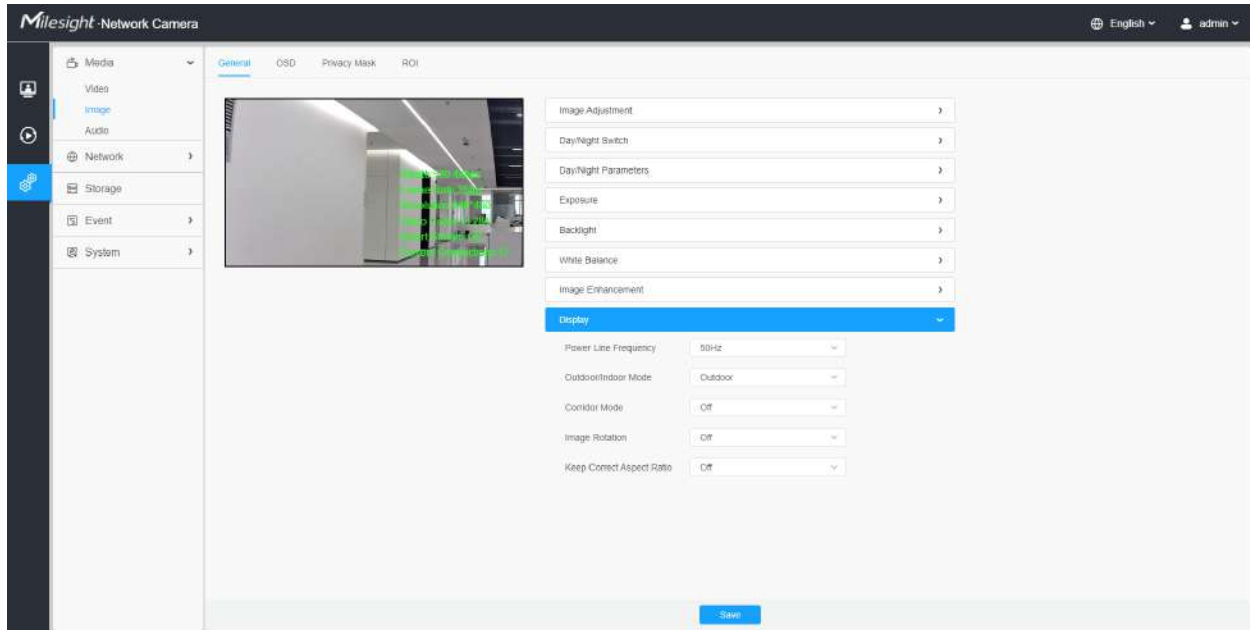 Milesight ·Network Camera
English
admin
Media
Video
Image
Audio
Network
Storage
Event
System
General OSD Privacy Mask ROI
Image Adjustment
Day/Night Switch
Day/Night Parameters
Exposure
Backlight
White Balance
Image Enhancement
Display
Power Line Frequency 50Hz
Outdoor/Indoor Mode Outdoor
Corridor Mode Off
Image Rotation Off
Keep Correct Aspect Ratio Off
Save